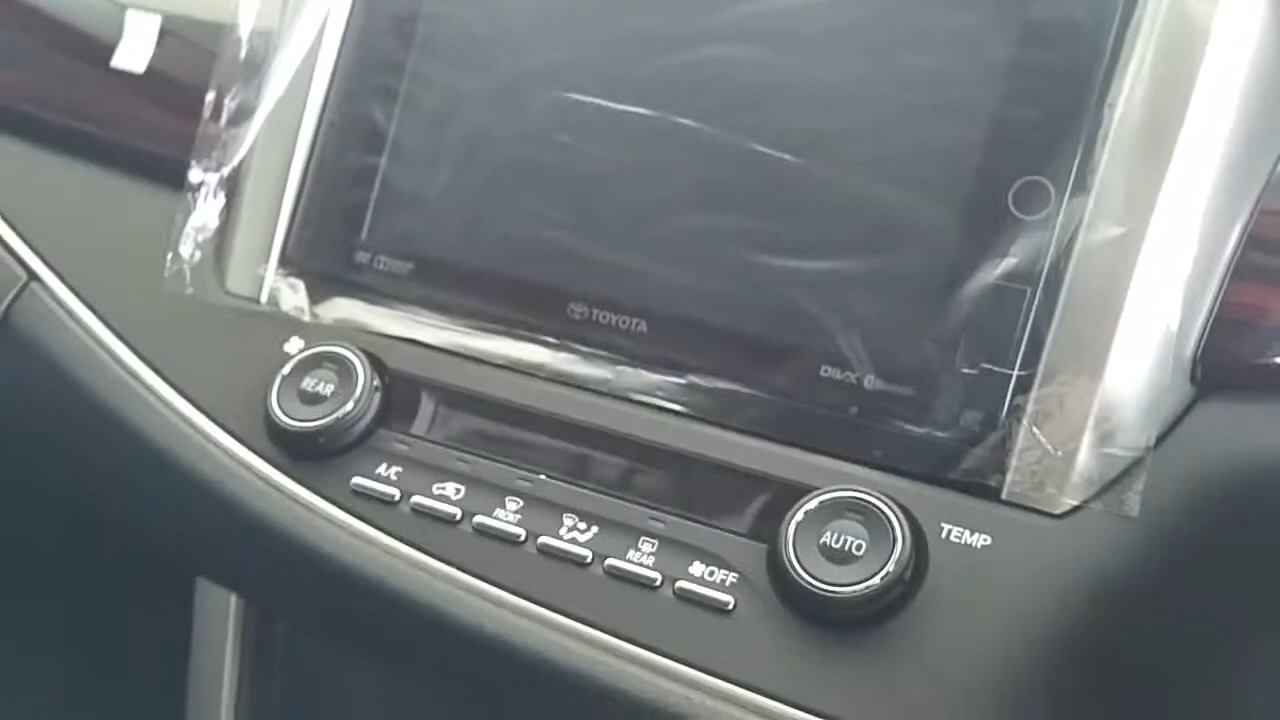 TOYOTA
DIVX
REAR
A/C
FRONT
REAR
OFF
AUTO
TEMP